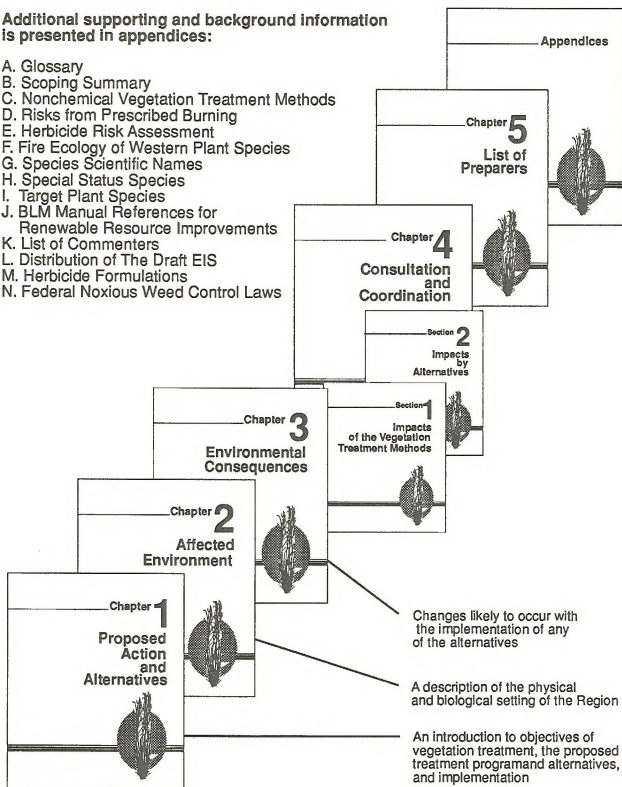 Additional supporting and background information
is presented in appendices:
A. Glossary
B. Scoping Summary
C. Nonchemical Vegetation Treatment Methods
D. Risks from Prescribed Burning
E. Herbicide Risk Assessment
F. Fire Ecology of Western Plant Species
G. Species Scientific Names
H. Special Status Species
I. Target Plant Species
J. BLM Manual References for
Renewable Resource Improvements
K. List of Commenters
L. Distribution of The Draft EIS
M. Herbicide Formulations
N. Federal Noxious Weed Control Laws
Appendices
Chapter 5
List of
Preparers
Chapter 4
Consultation
and
Coordination
Section 2
Impacts
by
Alternatives
Section 1
Impacts
of the Vegetation
Treatment Methods
Chapter 3
Environmental
Consequences
Chapter 2
Affected
Environment
Chapter 1
Proposed
Action
and
Alternatives
Changes likely to occur with
the implementation of any
of the alternatives
A description of the physical
and biological setting of the Region
An introduction to objectives of
vegetation treatment, the proposed
treatment programand alternatives,
and implementation